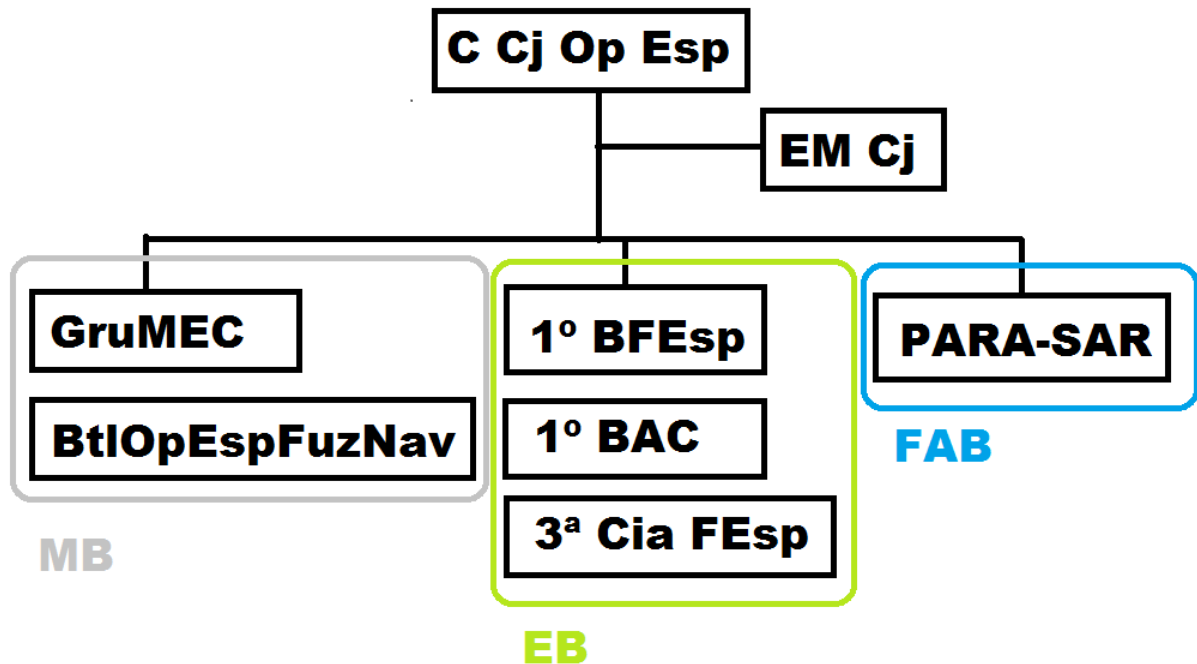 C Cj Op Esp
EM Cj
GruMEC
BtlOpEspFuzNav
MB
1º BFEsp
1º BAC
3ª Cia FEsp
EB
PARA-SAR
FAB